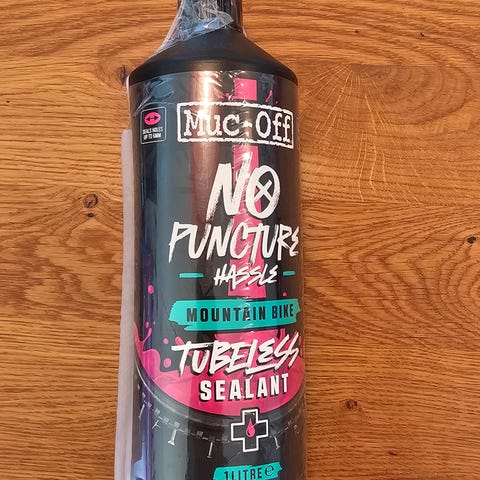 SEALS HOLES
UP TO 6MM
Muc-Off
NO
PUNCTURE
HASSLE
MOUNTAIN BIKE
TUBELESS
SEALANT
1 LITRE ℮